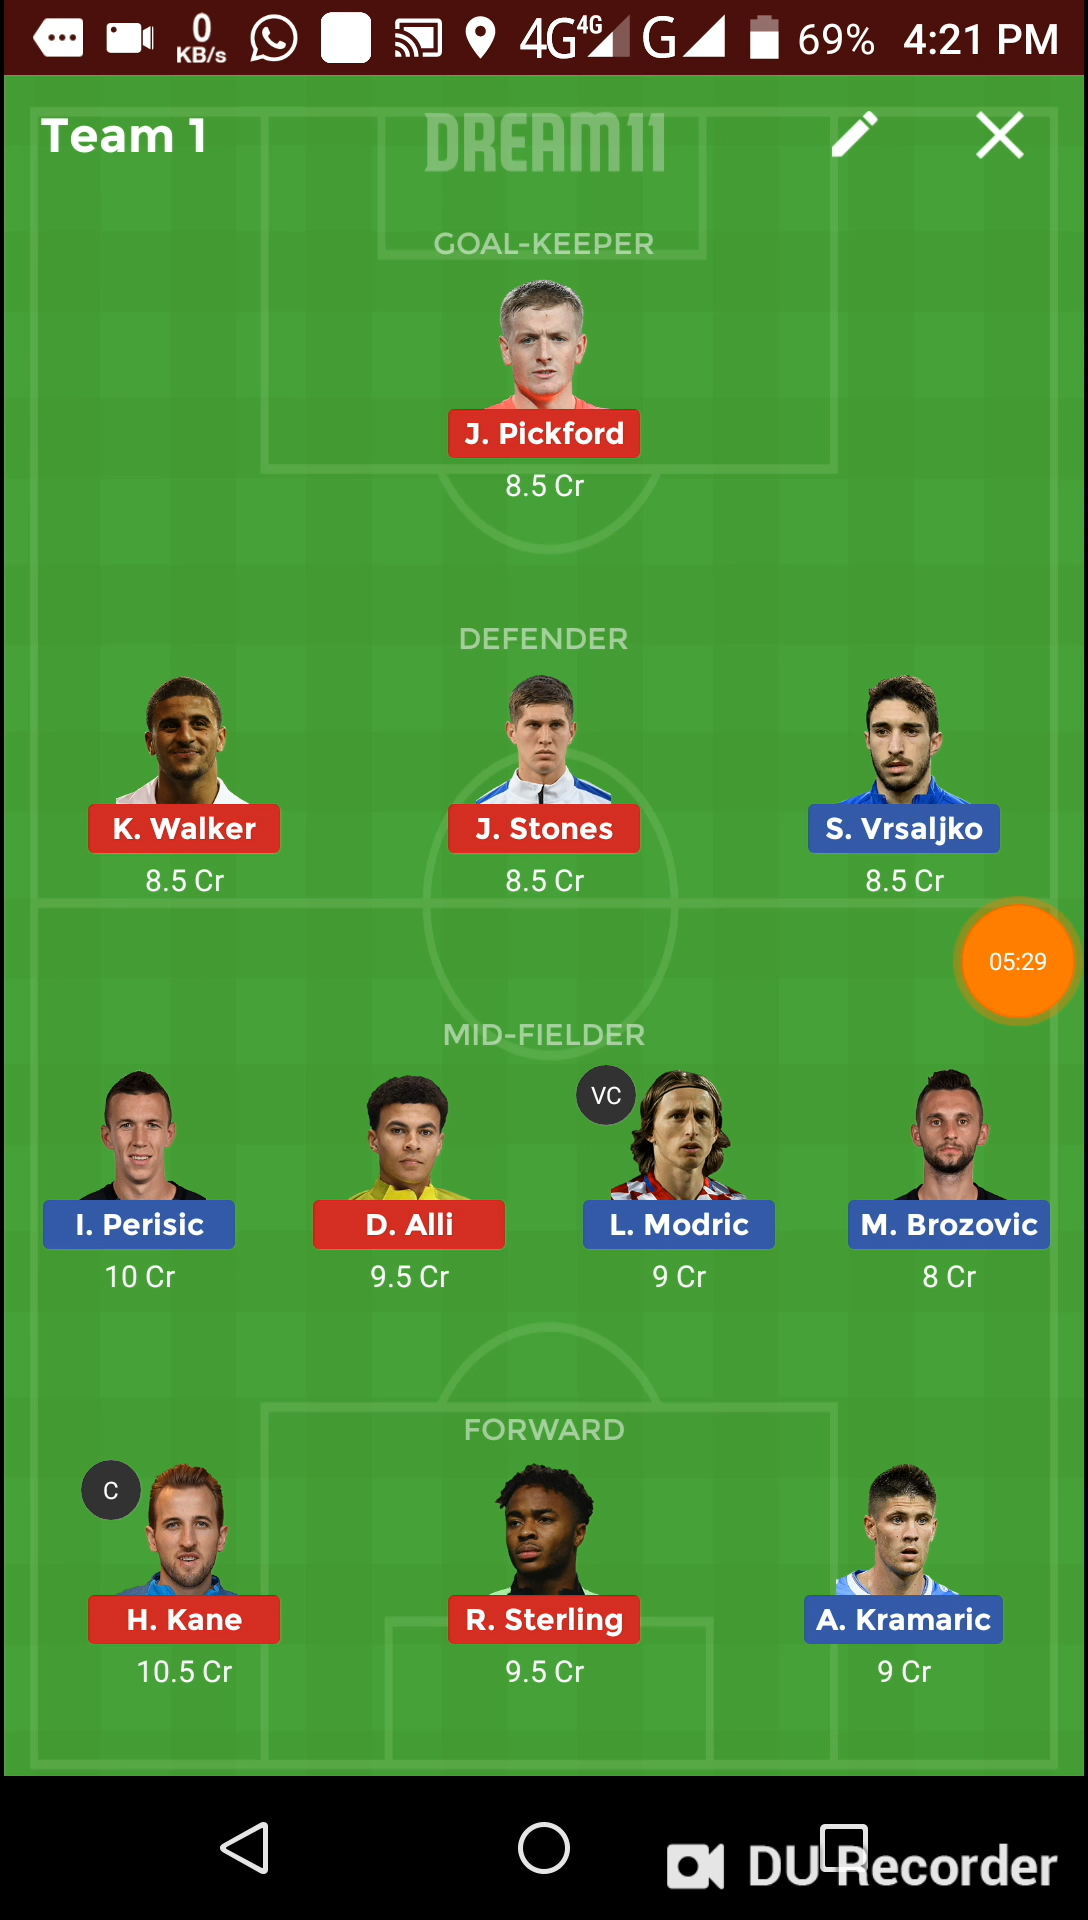 0 KB/s 4G 4G G 69% 4:21 PM
Team 1 DREAM11
GOAL-KEEPER
J. Pickford
8.5 Cr
DEFENDER
K. Walker J. Stones S. Vrsaljko
8.5 Cr 8.5 Cr 8.5 Cr
05:29
MID-FIELDER
VC
I. Perisic D. Alli L. Modric M. Brozovic
10 Cr 9.5 Cr 9 Cr 8 Cr
FORWARD
C
H. Kane R. Sterling A. Kramaric
10.5 Cr 9.5 Cr 9 Cr
DU Recorder